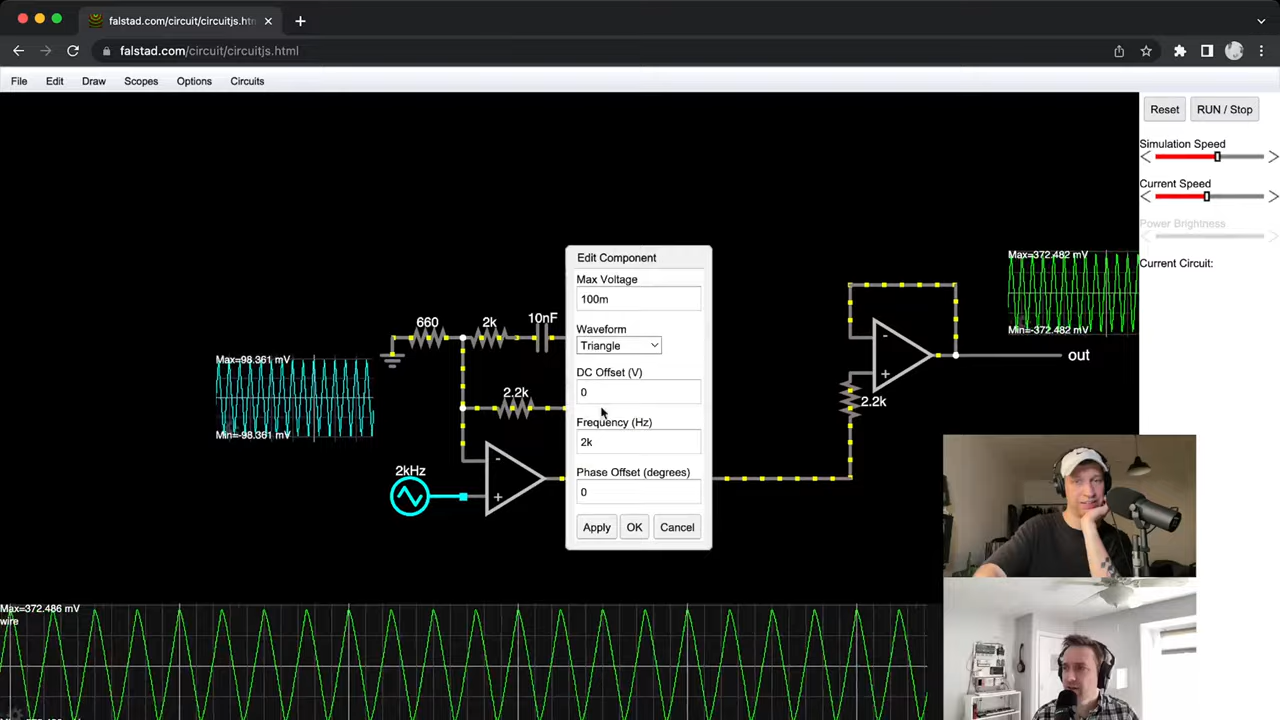 falstad.com/circuit/circuitjs.htm
falstad.com/circuit/circuitjs.html
File Edit Draw Scopes Options Circuits
Reset RUN / Stop
Simulation Speed
Current Speed
Power Brightness
Current Circuit:
Max=372.482 mV
Min=-372.482 mV
Edit Component
Max Voltage
100m
Waveform
Triangle
DC Offset (V)
0
Frequency (Hz)
2k
Phase Offset (degrees)
0
Apply OK Cancel
660 2k 10nF
Max=98.361 mV
Min=-98.361 mV
2.2k
2kHz
-
+
-
+
out
2.2k
Max=372.486 mV
wire